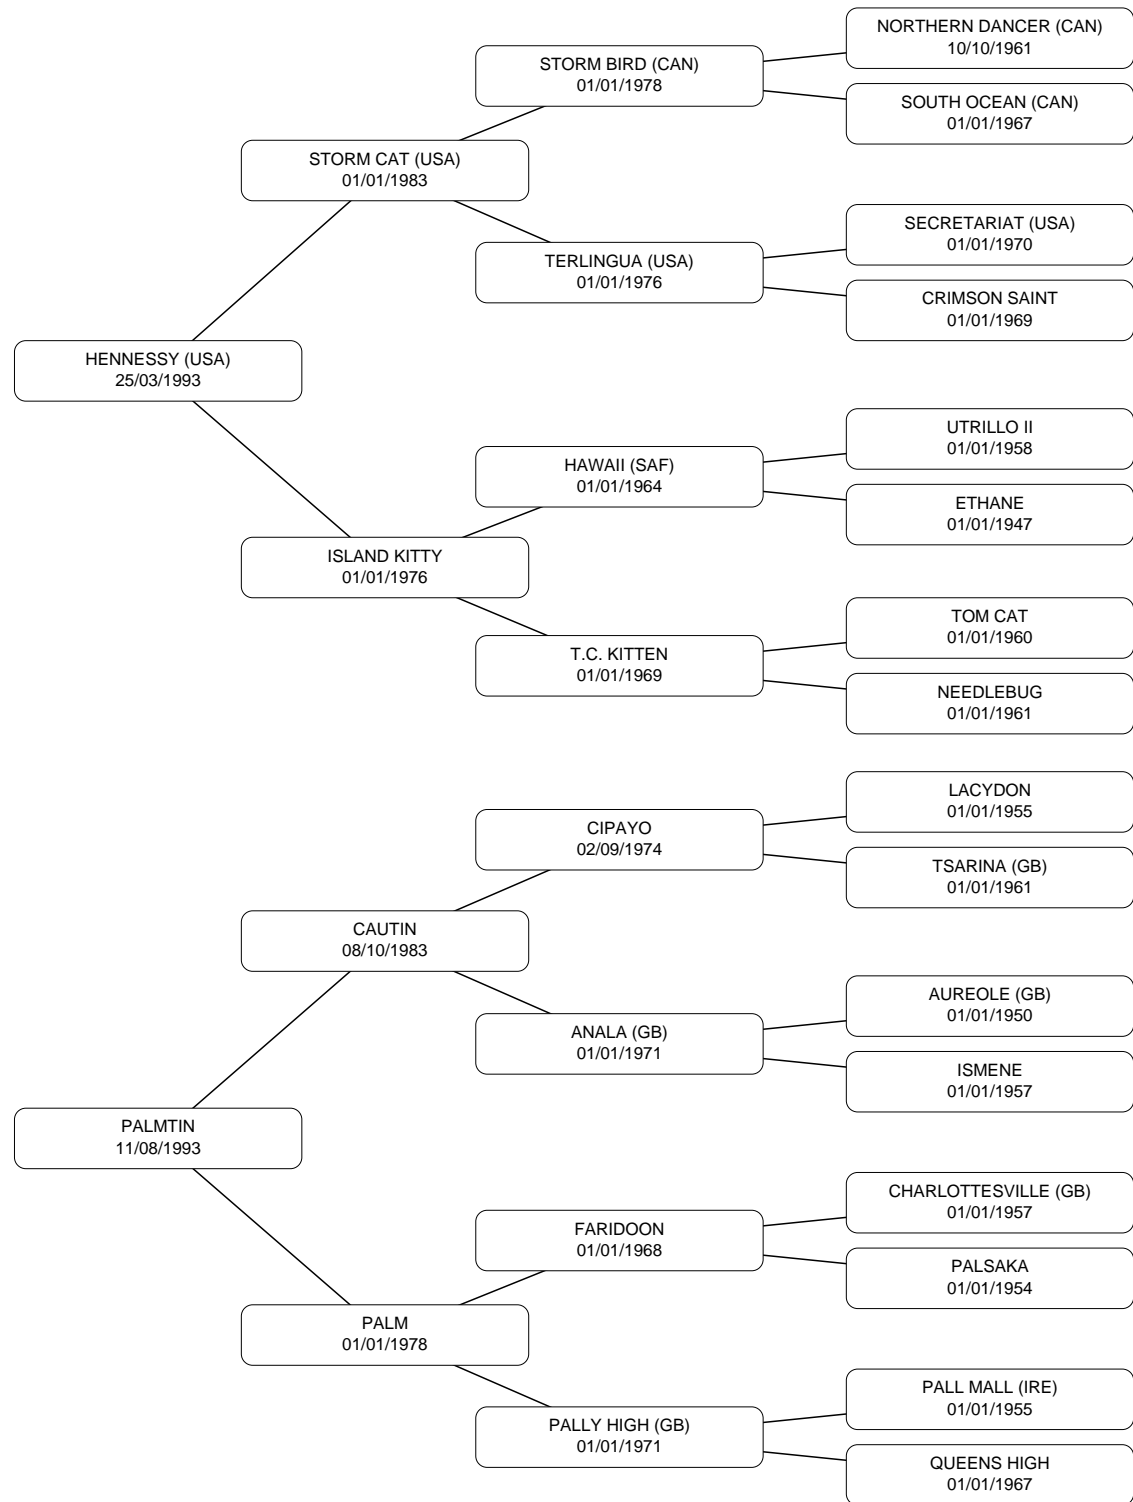 NORTHERN DANCER (CAN)
10/10/1961
STORM BIRD (CAN)
01/01/1978
SOUTH OCEAN (CAN)
01/01/1967
STORM CAT (USA)
01/01/1983
SECRETARIAT (USA)
01/01/1970
TERLINGUA (USA)
01/01/1976
CRIMSON SAINT
01/01/1969
HENNESSY (USA)
25/03/1993
UTRILLO II
01/01/1958
HAWAII (SAF)
01/01/1964
ETHANE
01/01/1947
ISLAND KITTY
01/01/1976
TOM CAT
01/01/1960
T.C. KITTEN
01/01/1969
NEEDLEBUG
01/01/1961
LACYDON
01/01/1955
CIPAYO
02/09/1974
TSARINA (GB)
01/01/1961
CAUTIN
08/10/1983
AUREOLE (GB)
01/01/1950
ANALA (GB)
01/01/1971
ISMENE
01/01/1957
PALMTIN
11/08/1993
CHARLOTTESVILLE (GB)
01/01/1957
FARIDOON
01/01/1968
PALSAKA
01/01/1954
PALM
01/01/1978
PALL MALL (IRE)
01/01/1955
PALLY HIGH (GB)
01/01/1971
QUEENS HIGH
01/01/1967